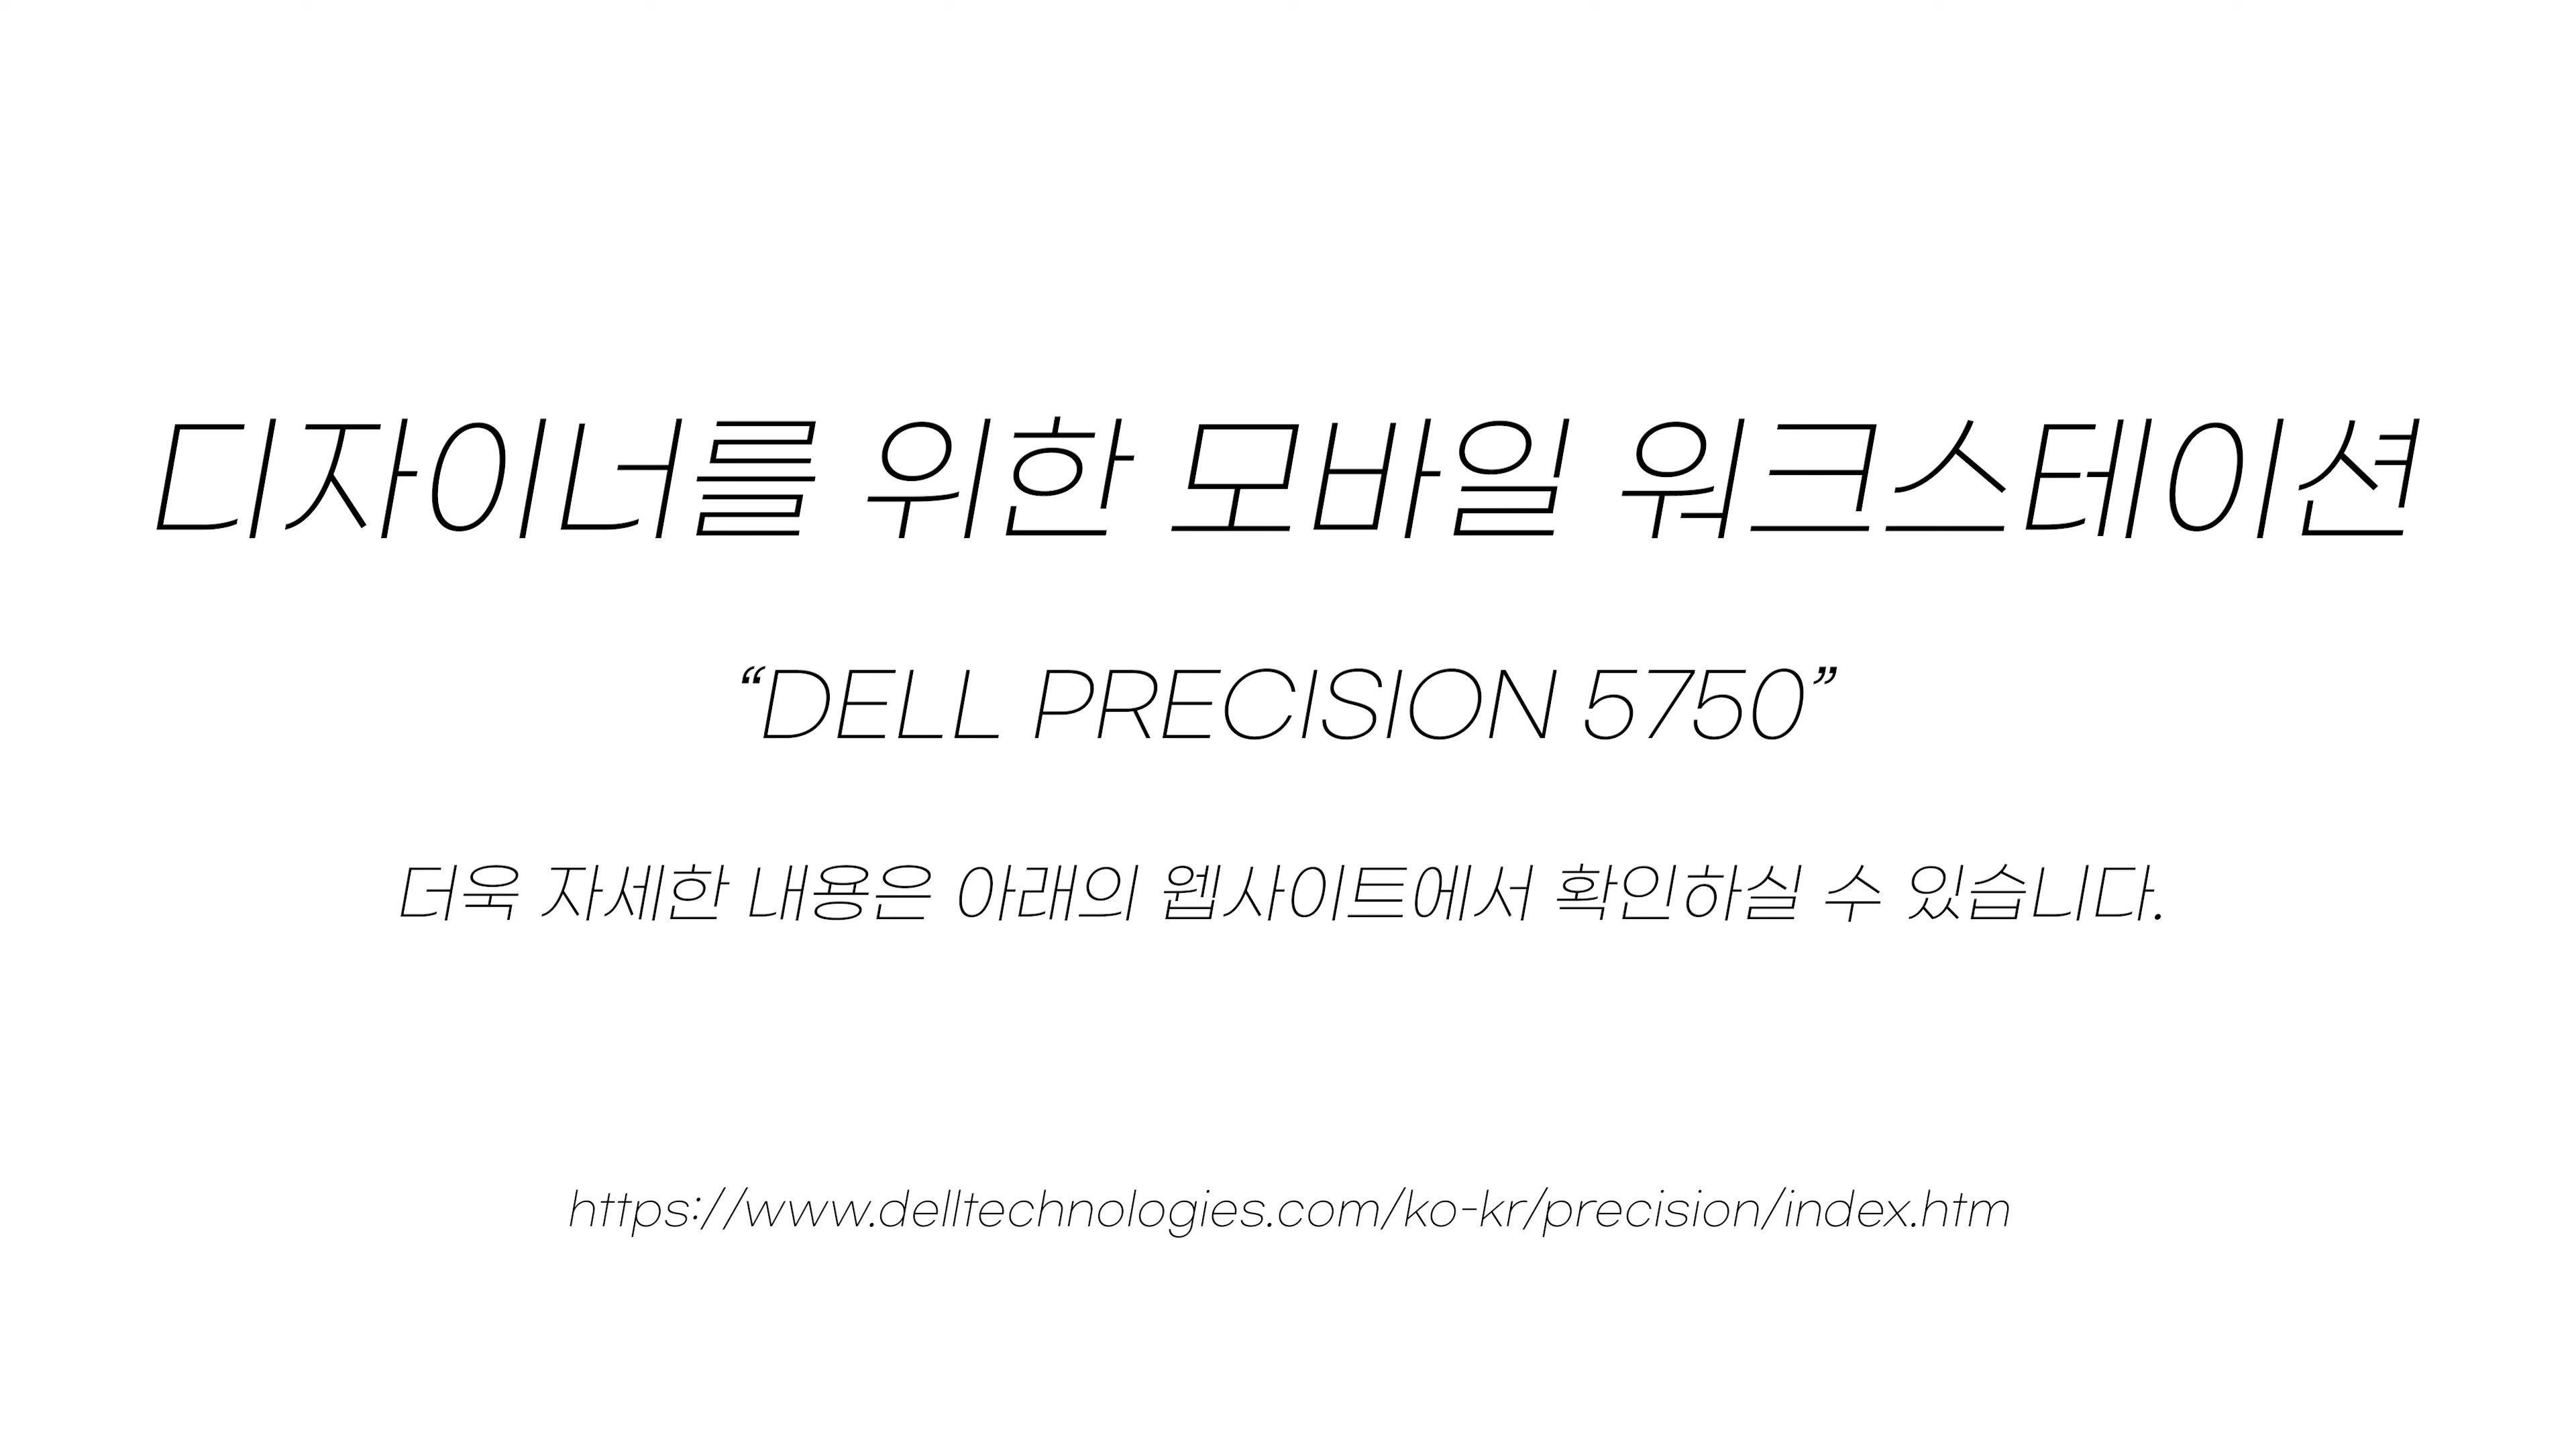 디자이너를 위한 모바일 워크스테이션
“DELL PRECISION 5750”
더욱 자세한 내용은 아래의 웹사이트에서 확인하실 수 있습니다.
https://www.delltechnologies.com/ko-kr/precision/index.htm